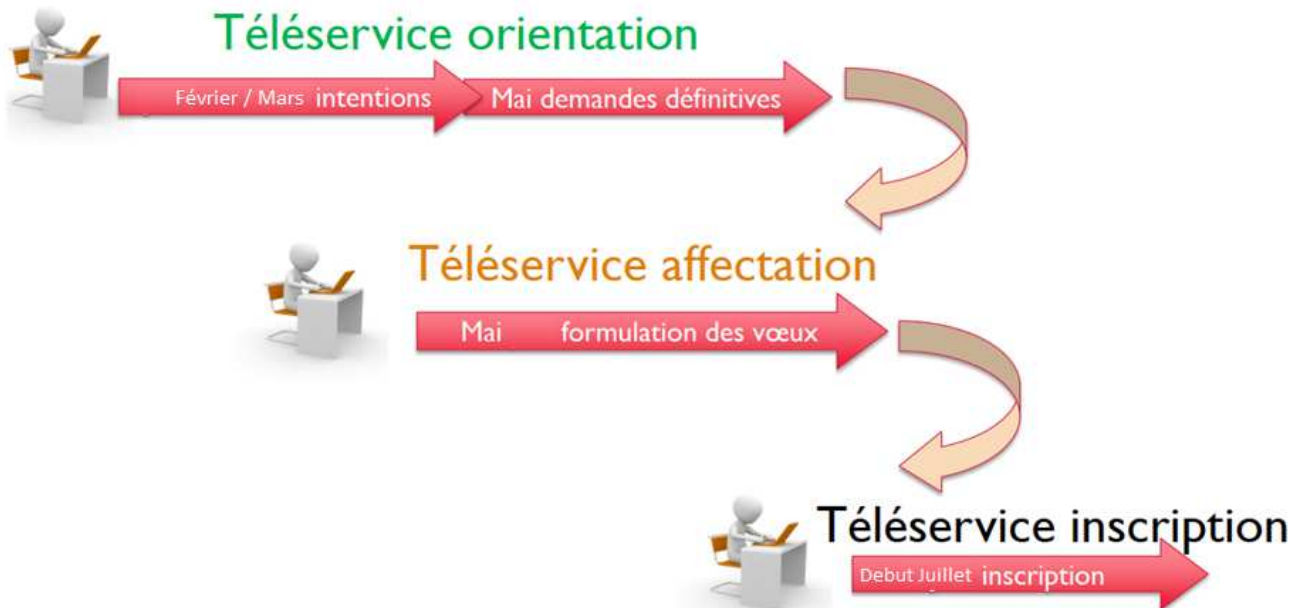 Téléservice orientation
Février / Mars intentions
Mai demandes définitives
Téléservice affectation
Mai formulation des vœux
Téléservice inscription
Debut Juillet inscription